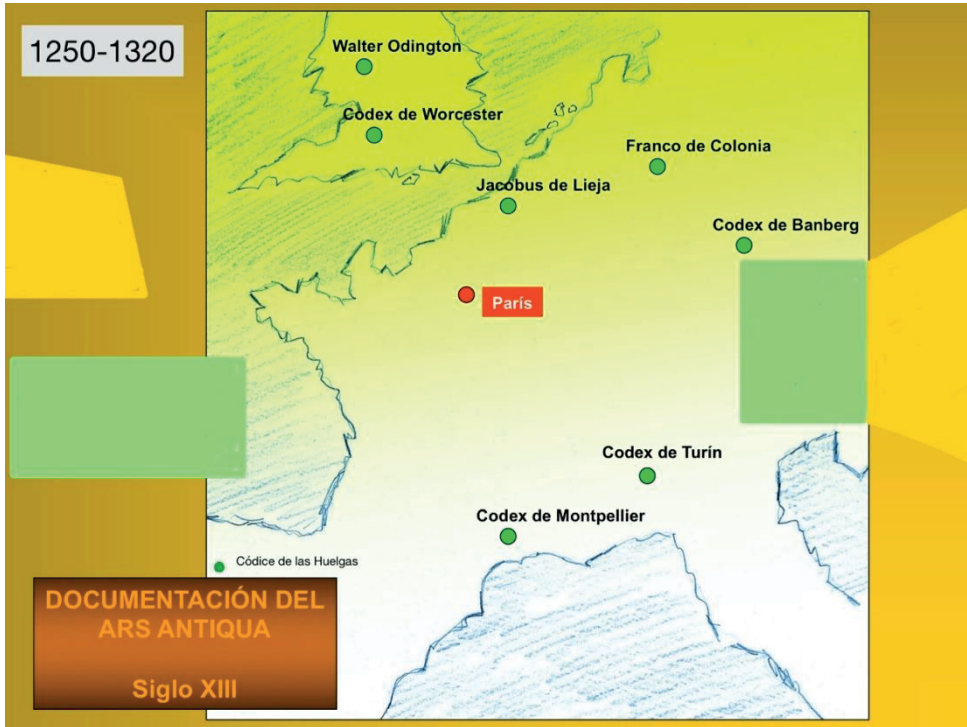 1250-1320
Walter Odington
Codex de Worcester
Franco de Colonia
Jacobus de Lieja
Codex de Banberg
París
Codex de Turín
Codex de Montpellier
Códice de las Huelgas
DOCUMENTACIÓN DEL
ARS ANTIQUA
Siglo XIII